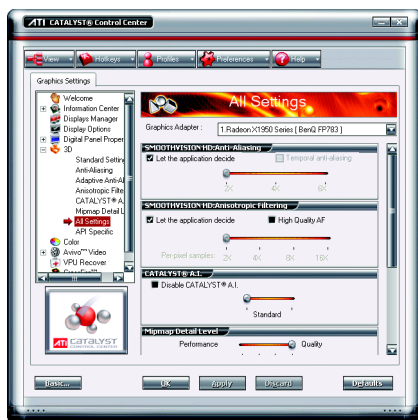 ATI CATALYST® Control Center
View Hotkeys Profiles Preferences Help
Graphics Settings
Welcome
Information Center
Displays Manager
Display Options
Digital Panel Proper
3D
Standard Settin
Anti-Aliasing
Adaptive Anti-Al
Anisotropic Filte
CATALYST® A
Mipmap Detail L
All Settings
API Specific
Color
Avivo™ Video
VPU Recover
CrossFire™
ATI CATALYST
CONTROL CENTER
All Settings
Graphics Adapter : 1.Radeon X1950 Series [ BenQ FP783 ]
SMOOTHVISION HD:Anti-Aliasing
Let the application decide Temporal anti-aliasing
2X 4X 6X
SMOOTHVISION HD:Anisotropic Filtering
Let the application decide High Quality AF
Per-pixel samples: 2X 4X 8X 16X
CATALYST® A.I.
Disable CATALYST® A.I.
Standard
Mipmap Detail Level
Performance Quality
Basic... OK Apply Discard Defaults